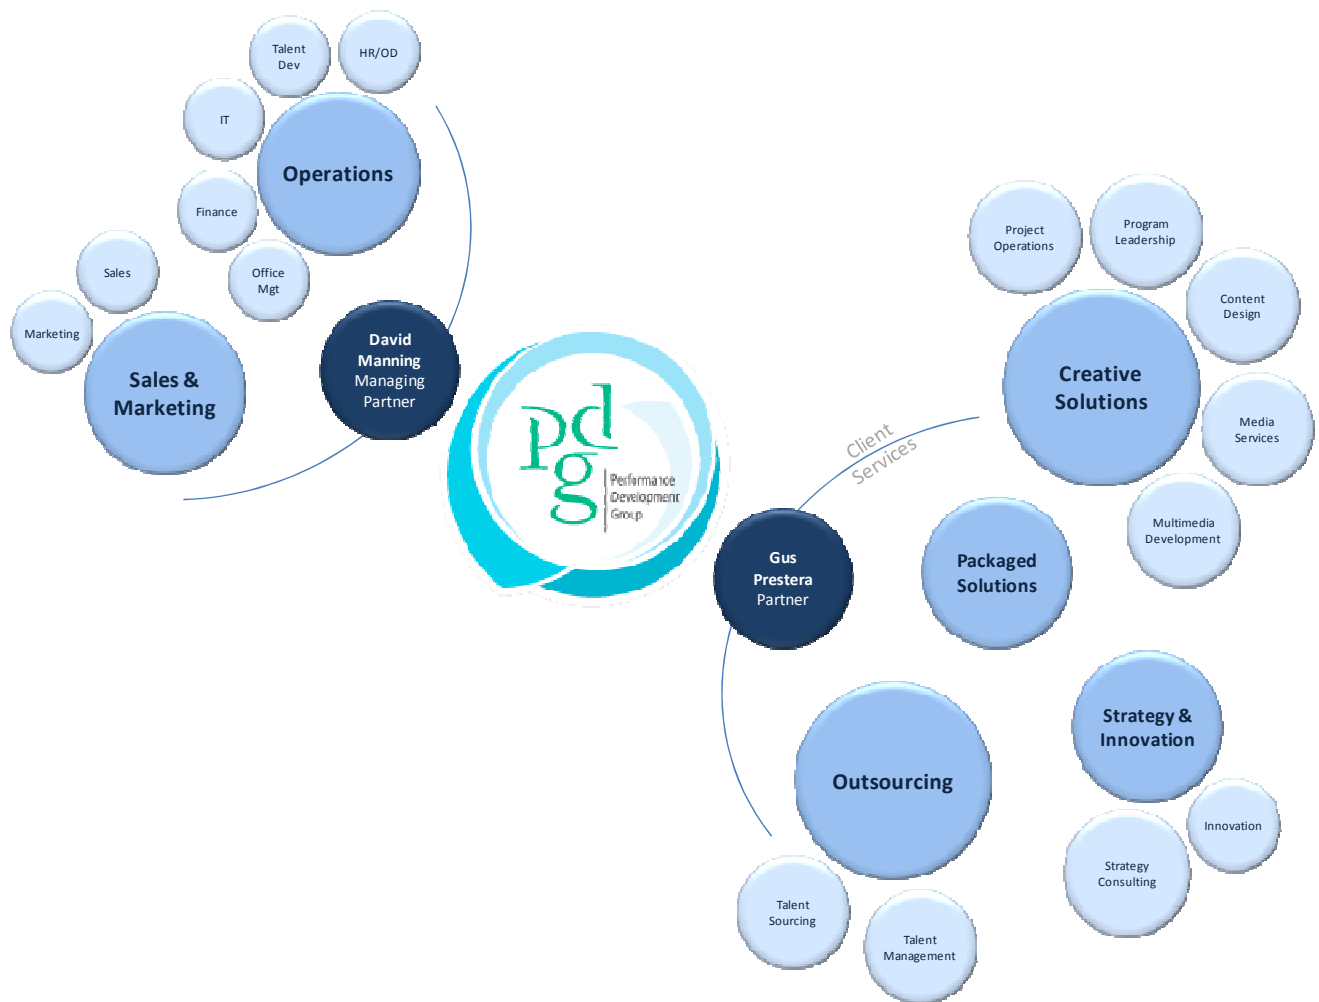 Talent
Dev
HR/OD
IT
Operations
Finance
Office
Mgt
Sales
Marketing
Sales &
Marketing
David
Manning
Managing
Partner
pd
g
Performance
Development
Group
Client
Services
Gus
Prestera
Partner
Project
Operations
Program
Leadership
Content
Design
Creative
Solutions
Media
Services
Multimedia
Development
Packaged
Solutions
Strategy &
Innovation
Innovation
Strategy
Consulting
Outsourcing
Talent
Sourcing
Talent
Management